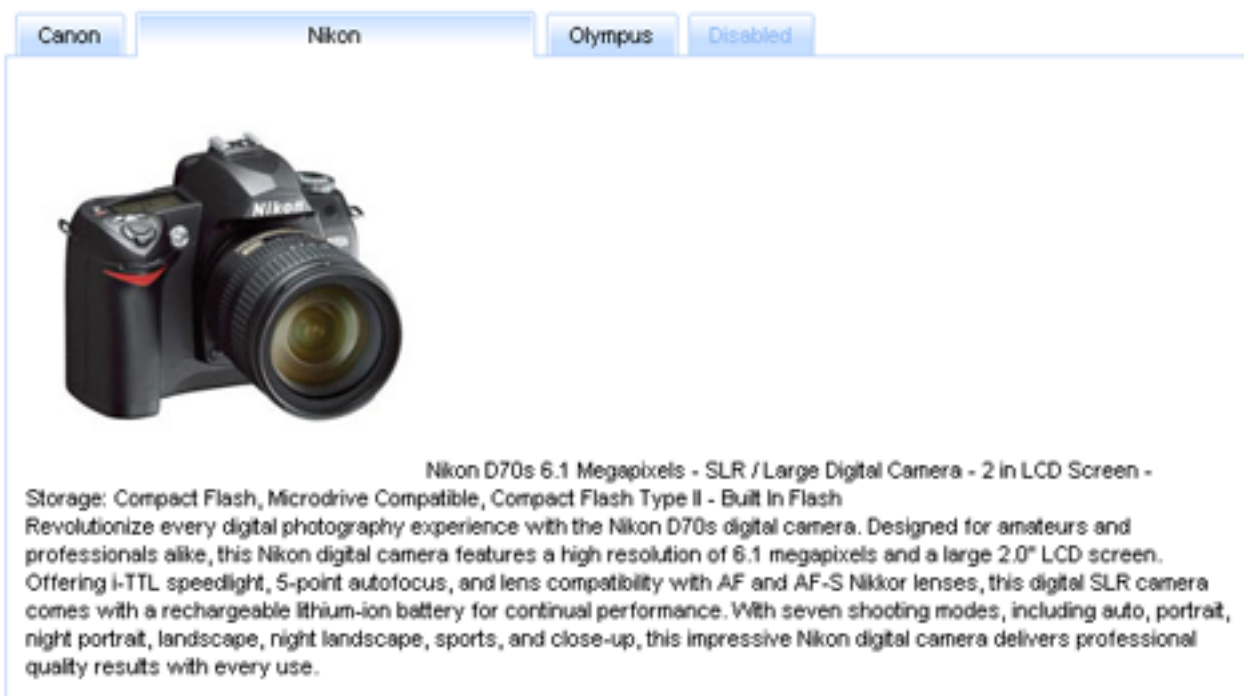 Canon Nikon Olympus Disabled
Nikon
Nikon D70s 6.1 Megapixels - SLR / Large Digital Camera - 2 in LCD Screen -
Storage: Compact Flash, Microdrive Compatible, Compact Flash Type II - Built In Flash
Revolutionize every digital photography experience with the Nikon D70s digital camera. Designed for amateurs and
professionals alike, this Nikon digital camera features a high resolution of 6.1 megapixels and a large 2.0" LCD screen.
Offering i-TTL speedlight, 5-point autofocus, and lens compatibility with AF and AF-S Nikkor lenses, this digital SLR camera
comes with a rechargeable lithium-ion battery for continual performance. With seven shooting modes, including auto, portrait,
night portrait, landscape, night landscape, sports, and close-up, this impressive Nikon digital camera delivers professional
quality results with every use.